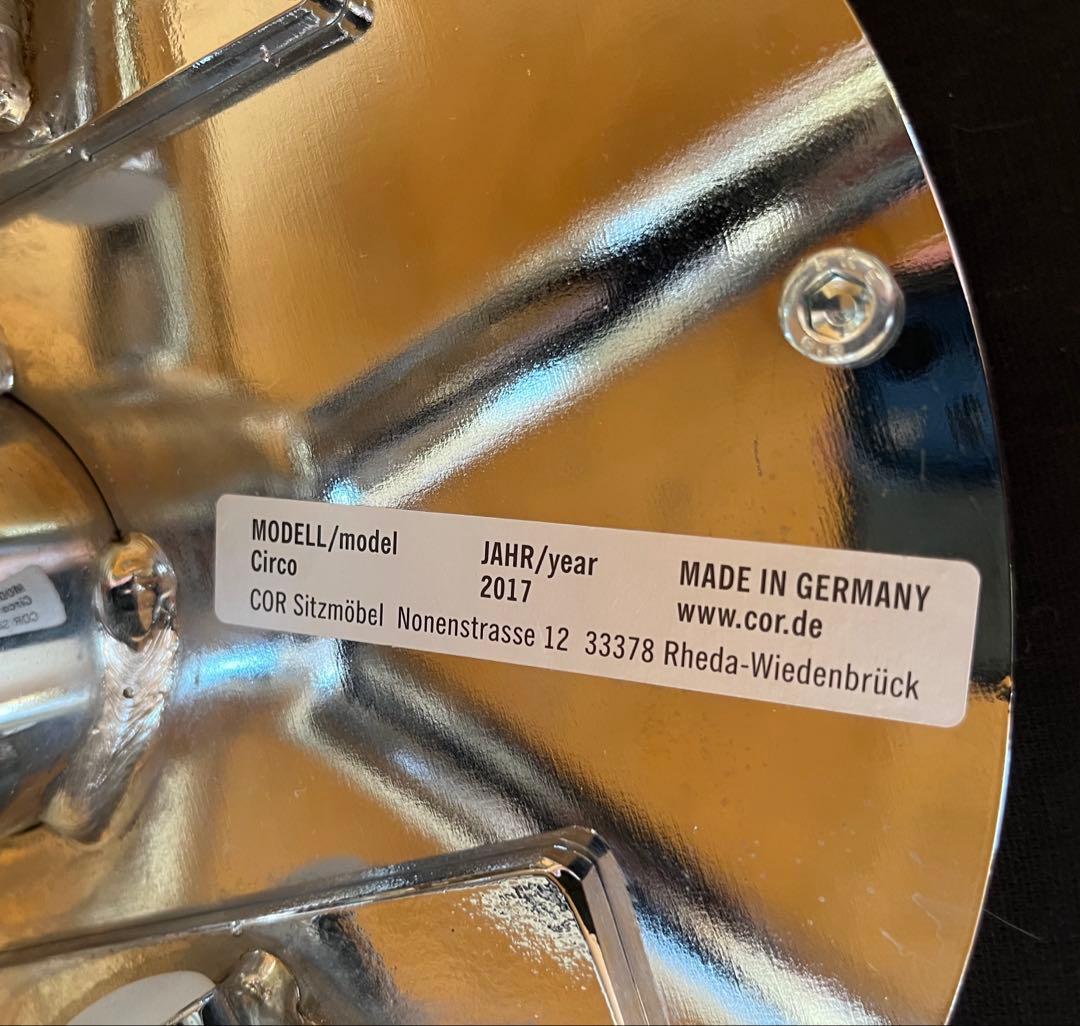 MODELL/model JAHR/year MADE IN GERMANY
Circo 2017 www.cor.de
COR Sitzmöbel Nonenstrasse 12 33378 Rheda-Wiedenbrück